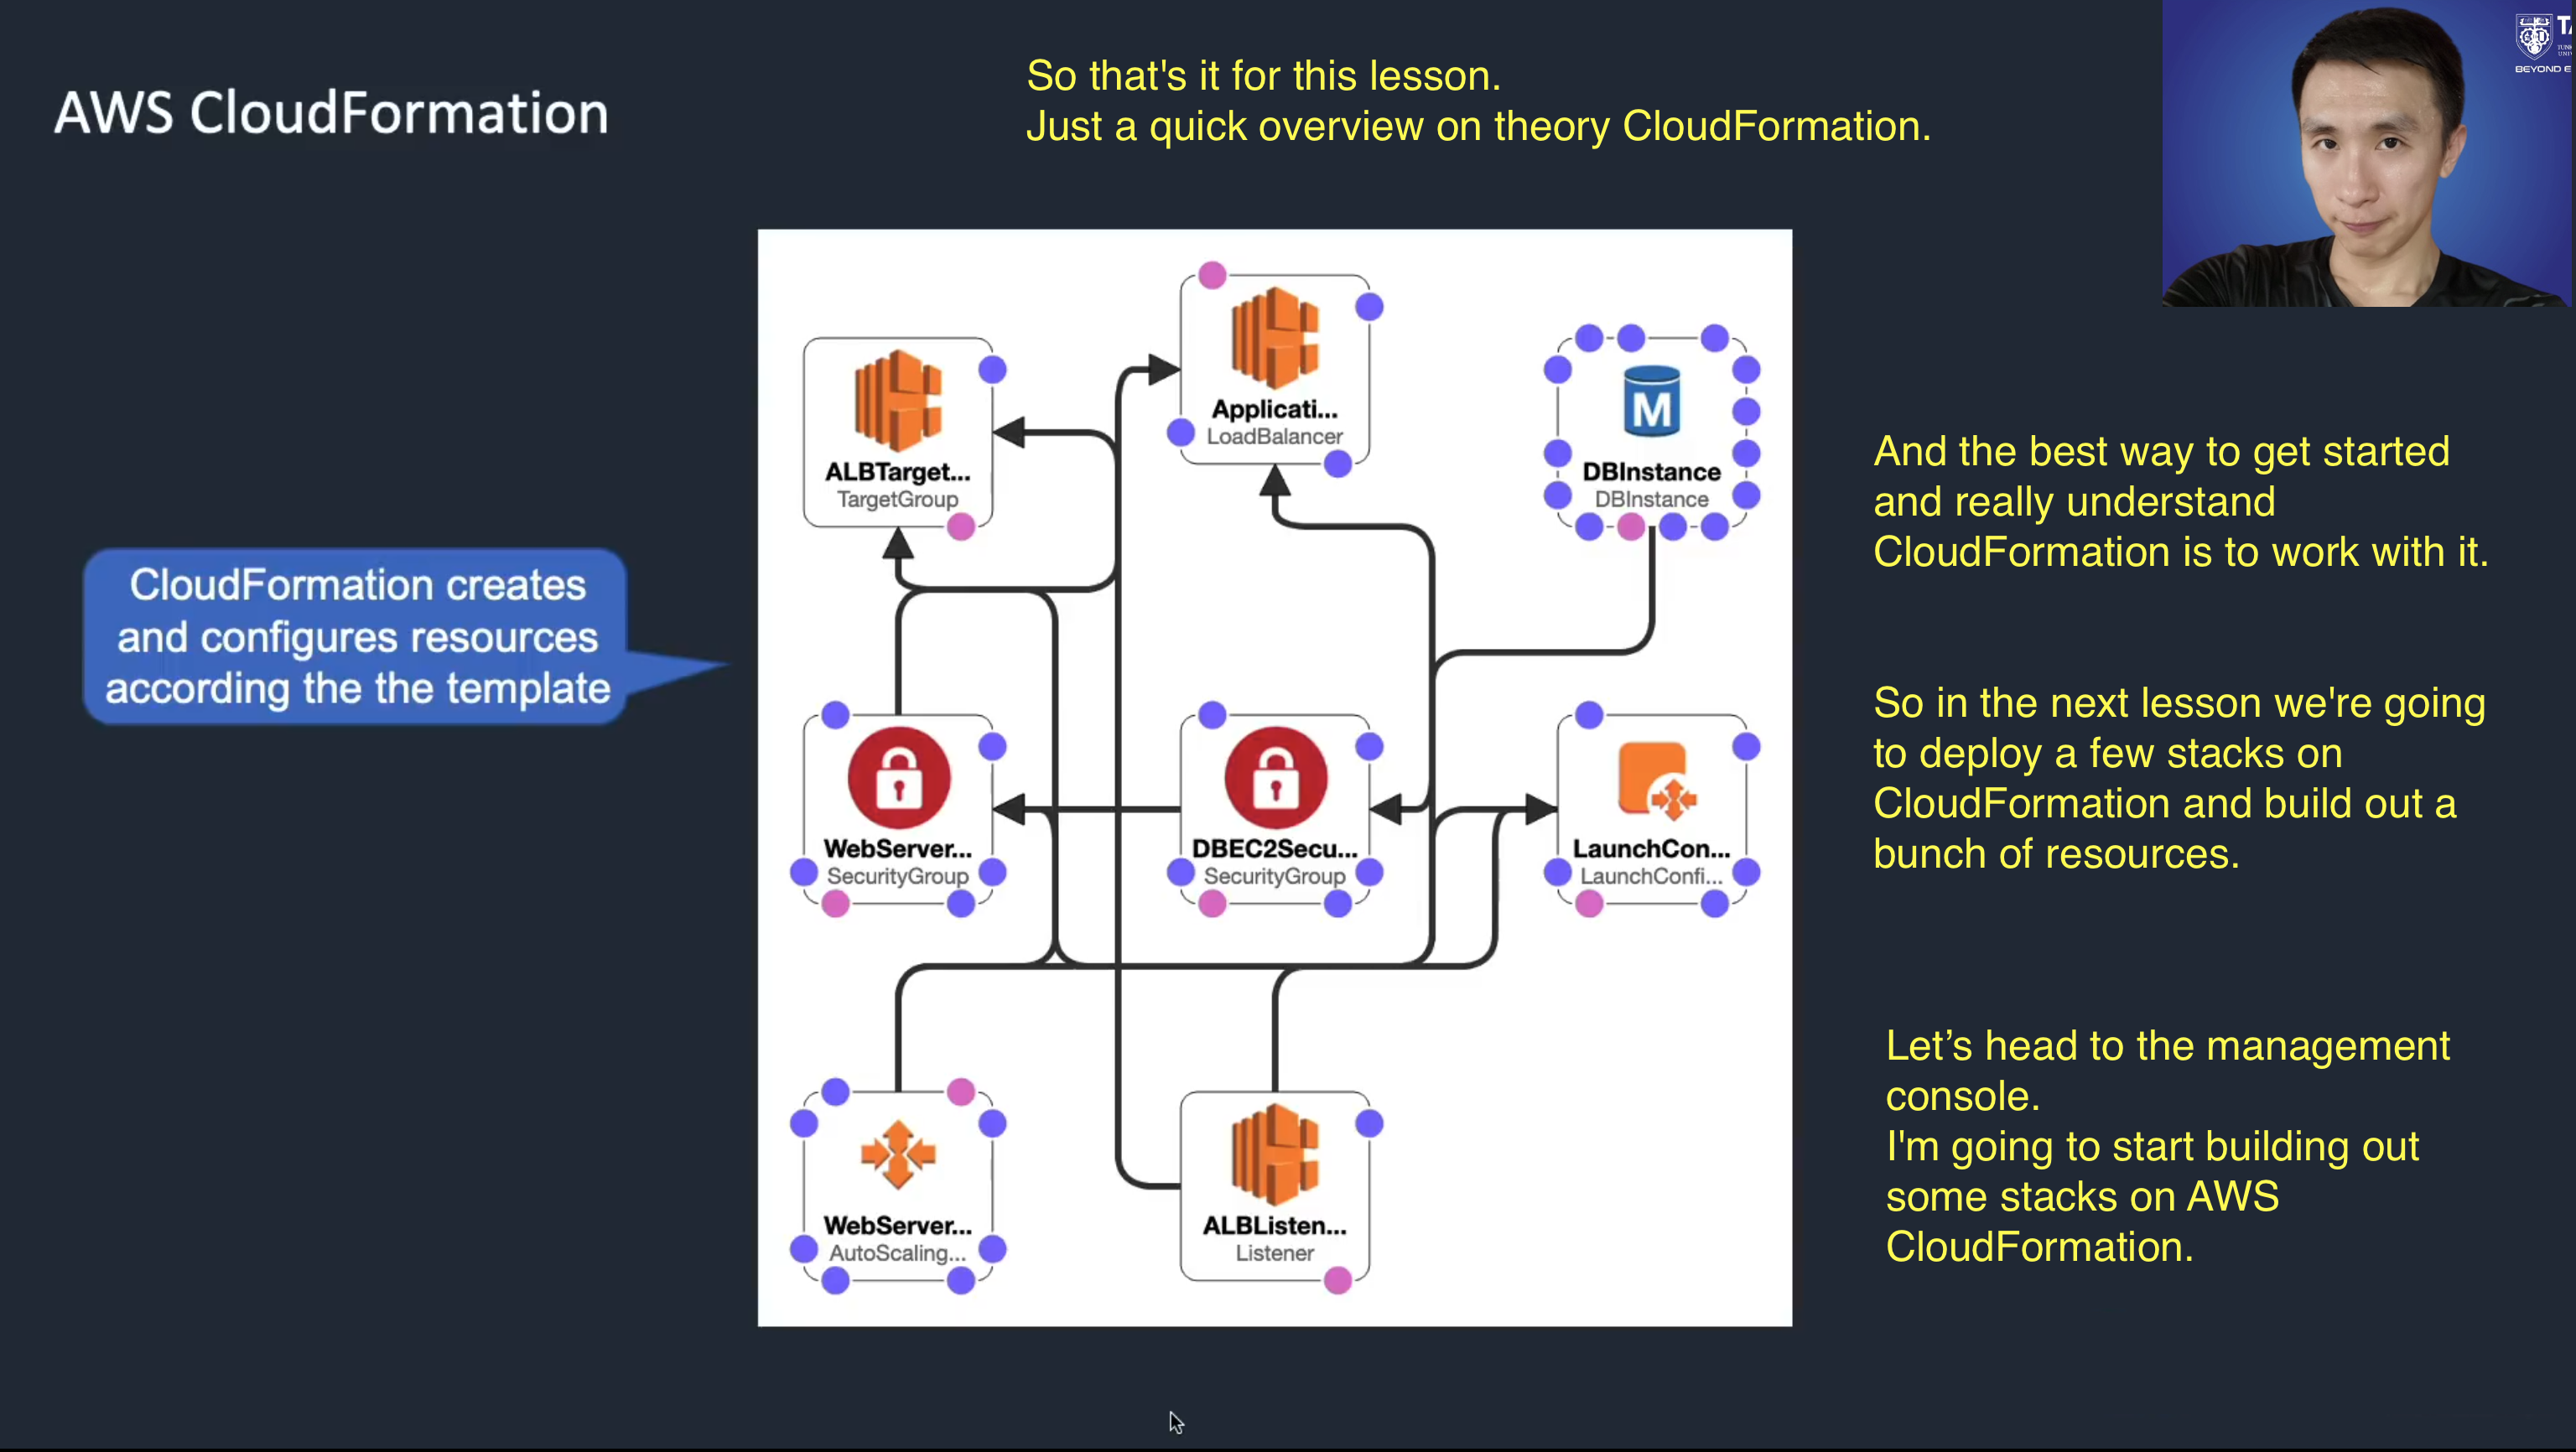 AWS CloudFormation
So that's it for this lesson.
Just a quick overview on theory CloudFormation.
BEYOND E
Applicati...
LoadBalancer
ALBTarget...
TargetGroup
M
DBInstance
DBInstance
CloudFormation creates
and configures resources
according the the template
WebServer...
SecurityGroup
DBEC2Secu...
SecurityGroup
LaunchCon...
LaunchConfi...
WebServer...
AutoScaling...
ALBListen...
Listener
And the best way to get started
and really understand
CloudFormation is to work with it.
So in the next lesson we're going
to deploy a few stacks on
CloudFormation and build out a
bunch of resources.
Let’s head to the management
console.
I'm going to start building out
some stacks on AWS
CloudFormation.